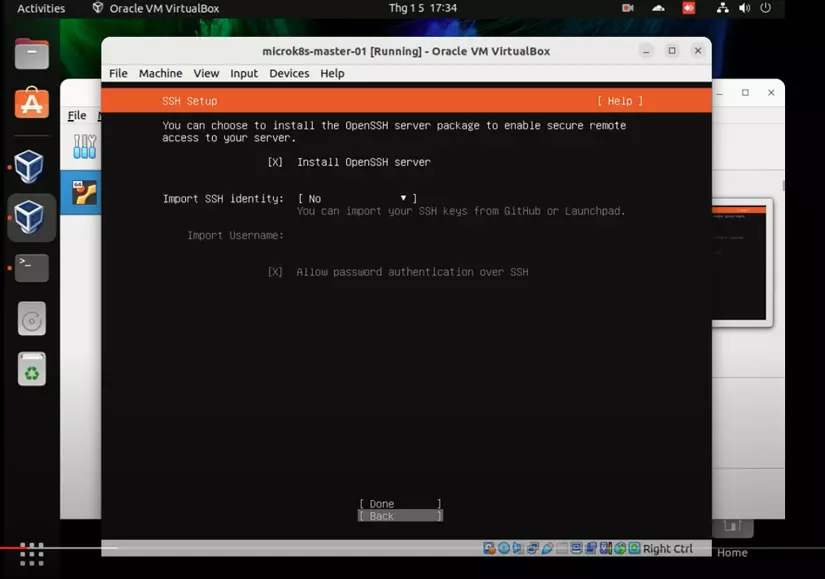 Activities
Oracle VM VirtualBox
Thg 1 5 17:34
microk8s-master-01 [Running] - Oracle VM VirtualBox
File Machine View Input Devices Help
File
SSH Setup
[ Help ]
You can choose to install the OpenSSH server package to enable secure remote
access to your server.
[X] Install OpenSSH server
Import SSH identity: [ No ▼ ]
You can import your SSH keys from GitHub or Launchpad.
Import Username:
[X] Allow password authentication over SSH
[ Done ]
[ Back ]
Right Ctrl
Home